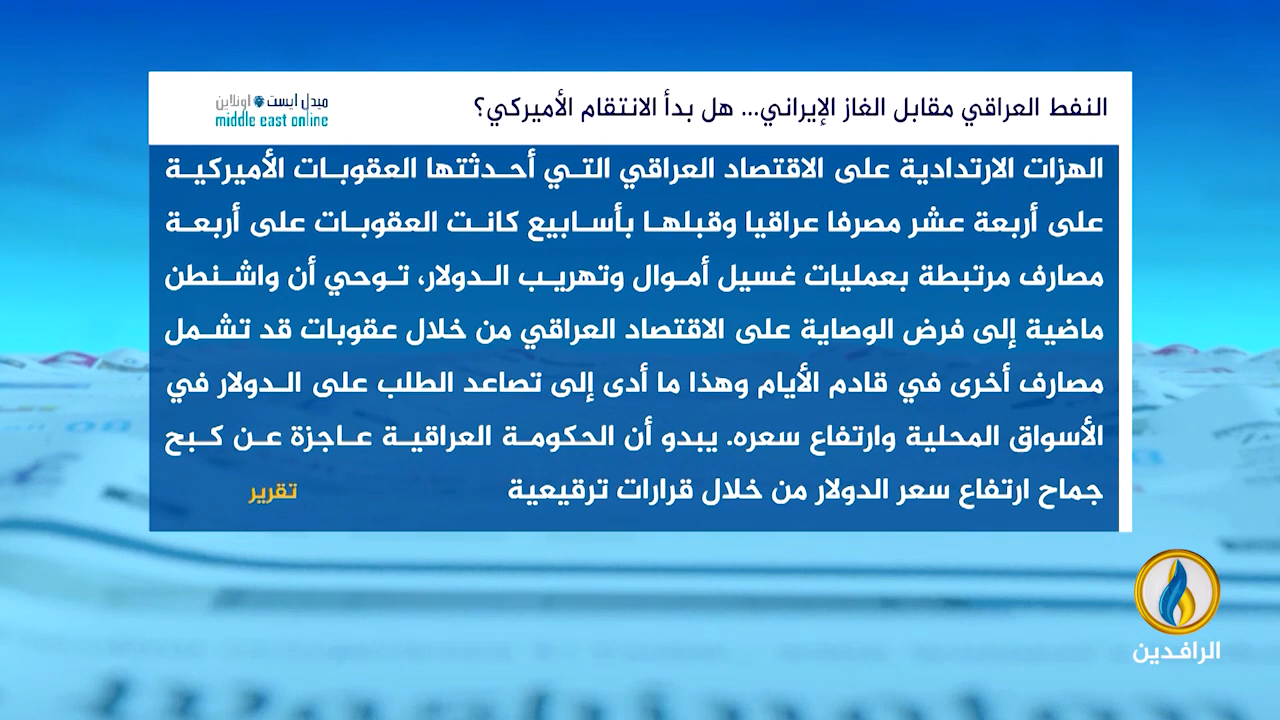 النفط العراقي مقابل الغاز الإيراني... هل بدأ الانتقام الأميركي؟
ميدل ايست اونلاين
middle east online
الهزات الارتدادية على الاقتصاد العراقي التي أحدثتها العقوبات الأميركية
على أربعة عشر مصرفا عراقيا وقبلها بأسابيع كانت العقوبات على أربعة
مصارف مرتبطة بعمليات غسيل أموال وتهريب الدولار، توحي أن واشنطن
ماضية إلى فرض الوصاية على الاقتصاد العراقي من خلال عقوبات قد تشمل
مصارف أخرى في قادم الأيام وهذا ما أدى إلى تصاعد الطلب على الدولار في
الأسواق المحلية وارتفاع سعره. يبدو أن الحكومة العراقية عاجزة عن كبح
جماح ارتفاع سعر الدولار من خلال قرارات ترقيعية
تقرير
الرافدين